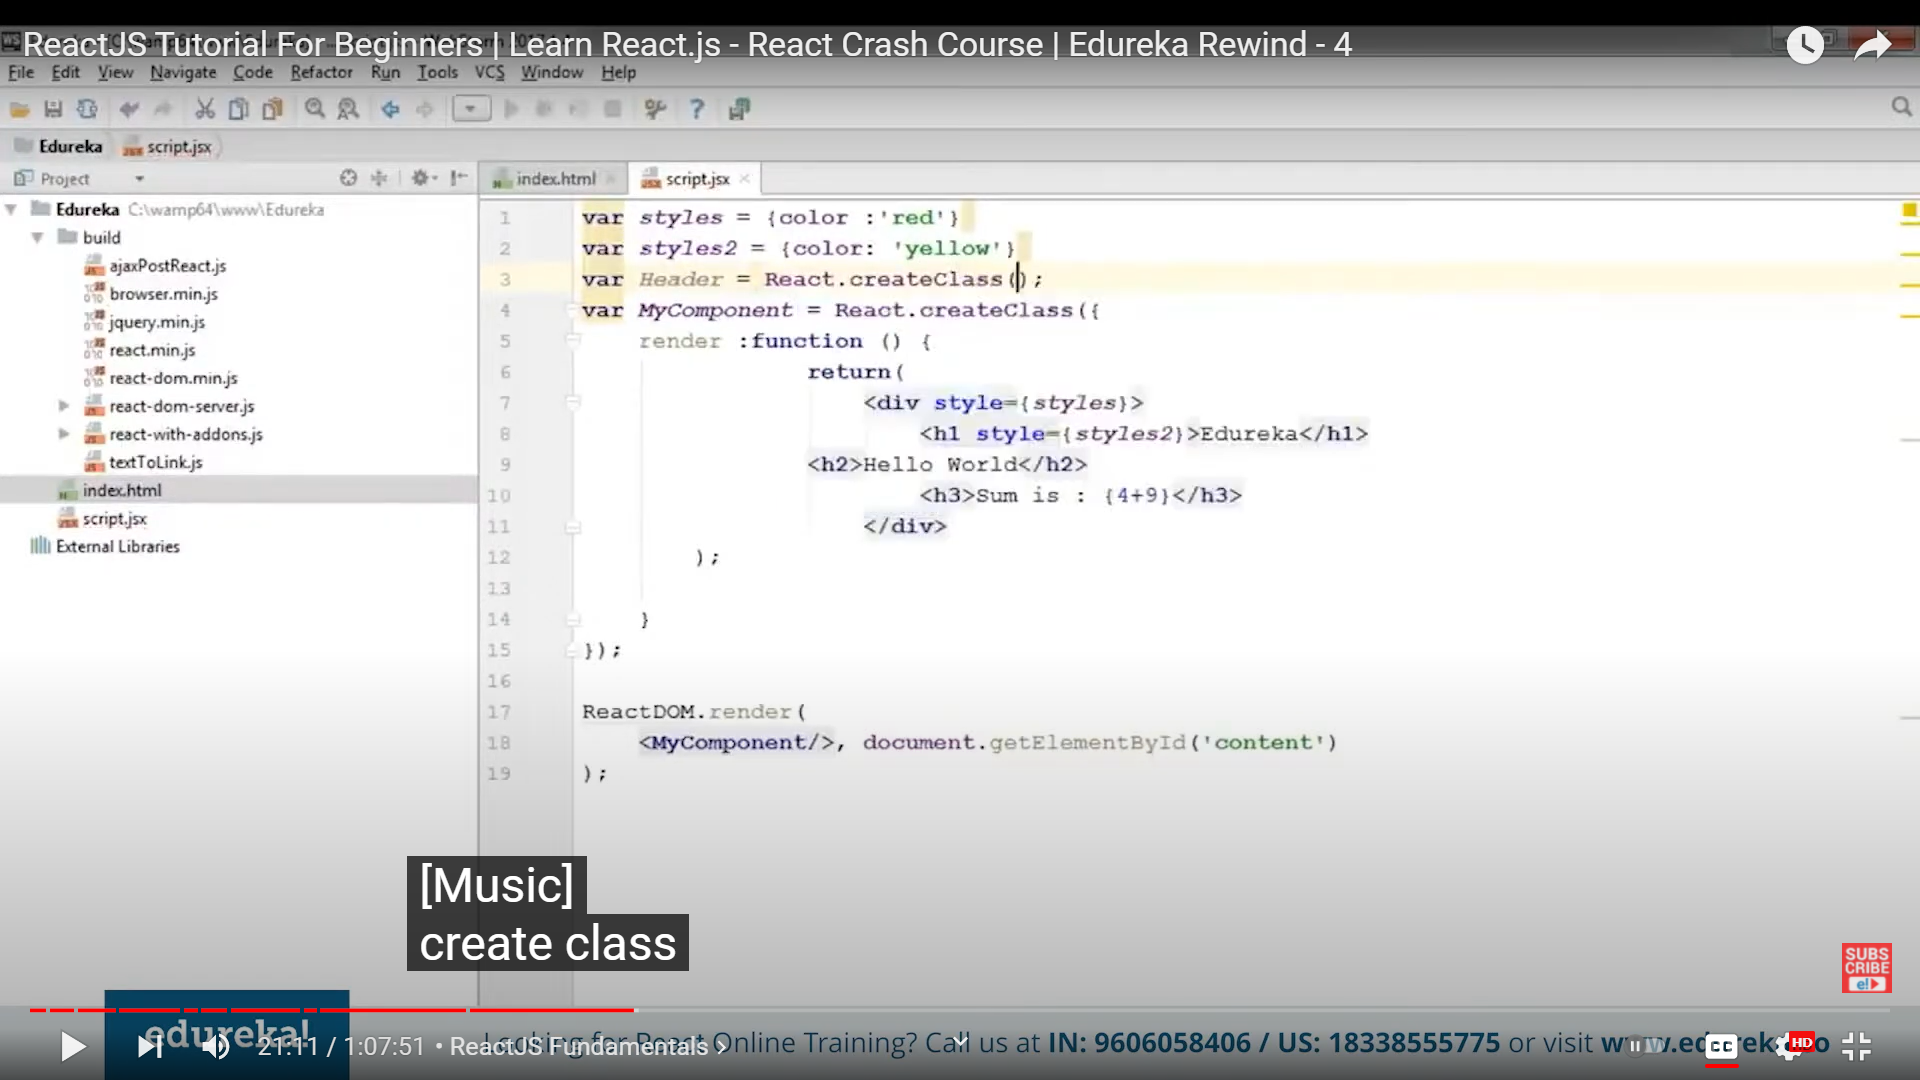 ReactJS Tutorial For Beginners | Learn React.js - React Crash Course | Edureka Rewind - 4
File Edit View Navigate Code Refactor Run Tools VCS Window Help
Edureka script.jsx
Project
index.html script.jsx
Edureka C:\wamp64\www\Edureka
build
ajaxPostReact.js
browser.min.js
jquery.min.js
react.min.js
react-dom.min.js
react-dom-server.js
react-with-addons.js
textToLink.js
index.html
script.jsx
External Libraries
1 var styles = {color :'red'}
2 var styles2 = {color: 'yellow'}
3 var Header = React.createClass();
4 var MyComponent = React.createClass({
5 render :function () {
6 return(
7 <div style={styles}>
8 <h1 style={styles2}>Edureka</h1>
9 <h2>Hello World</h2>
10 <h3>Sum is : {4+9}</h3>
11 </div>
12 );
13
14 }
15 });
16
17 ReactDOM.render(
18 <MyComponent/>, document.getElementById('content')
19 );
[Music]
create class
SUBS
CRIBE
e!
edureka!
Looking for React Online Training? Call us at IN: 9606058406 / US: 18338555775 or visit www.edureka.co
21:11 / 1:07:51 • ReactJS Fundamentals >
CC HD